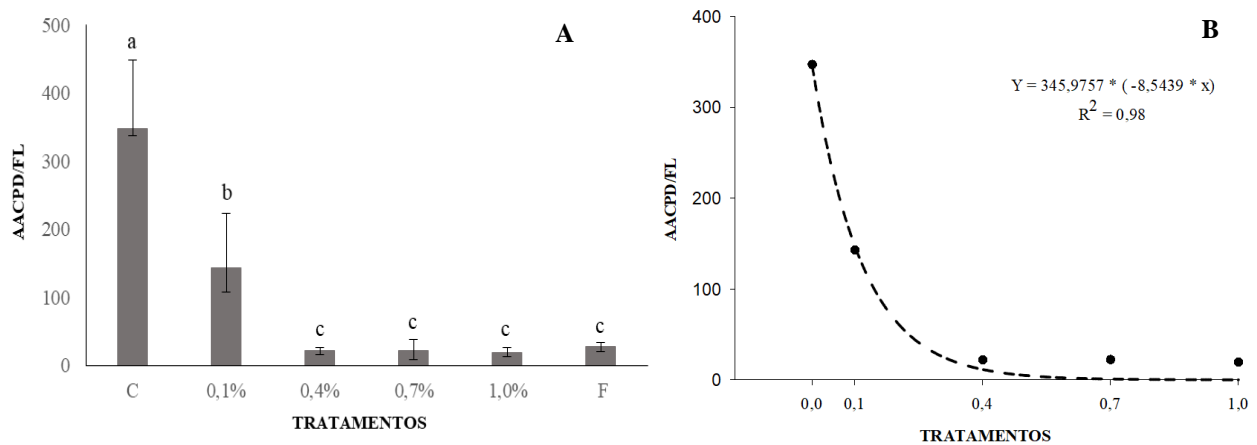 A
500
400
300
200
100
0
AACPD/FL
a
b
c
c
c
c
C
0,1%
0,4%
0,7%
1,0%
F
TRATAMENTOS
B
400
300
200
100
0
AACPD/FL
Y = 345,9757 * ( -8,5439 * x)
R² = 0,98
0,0
0,1
0,4
0,7
1,0
TRATAMENTOS